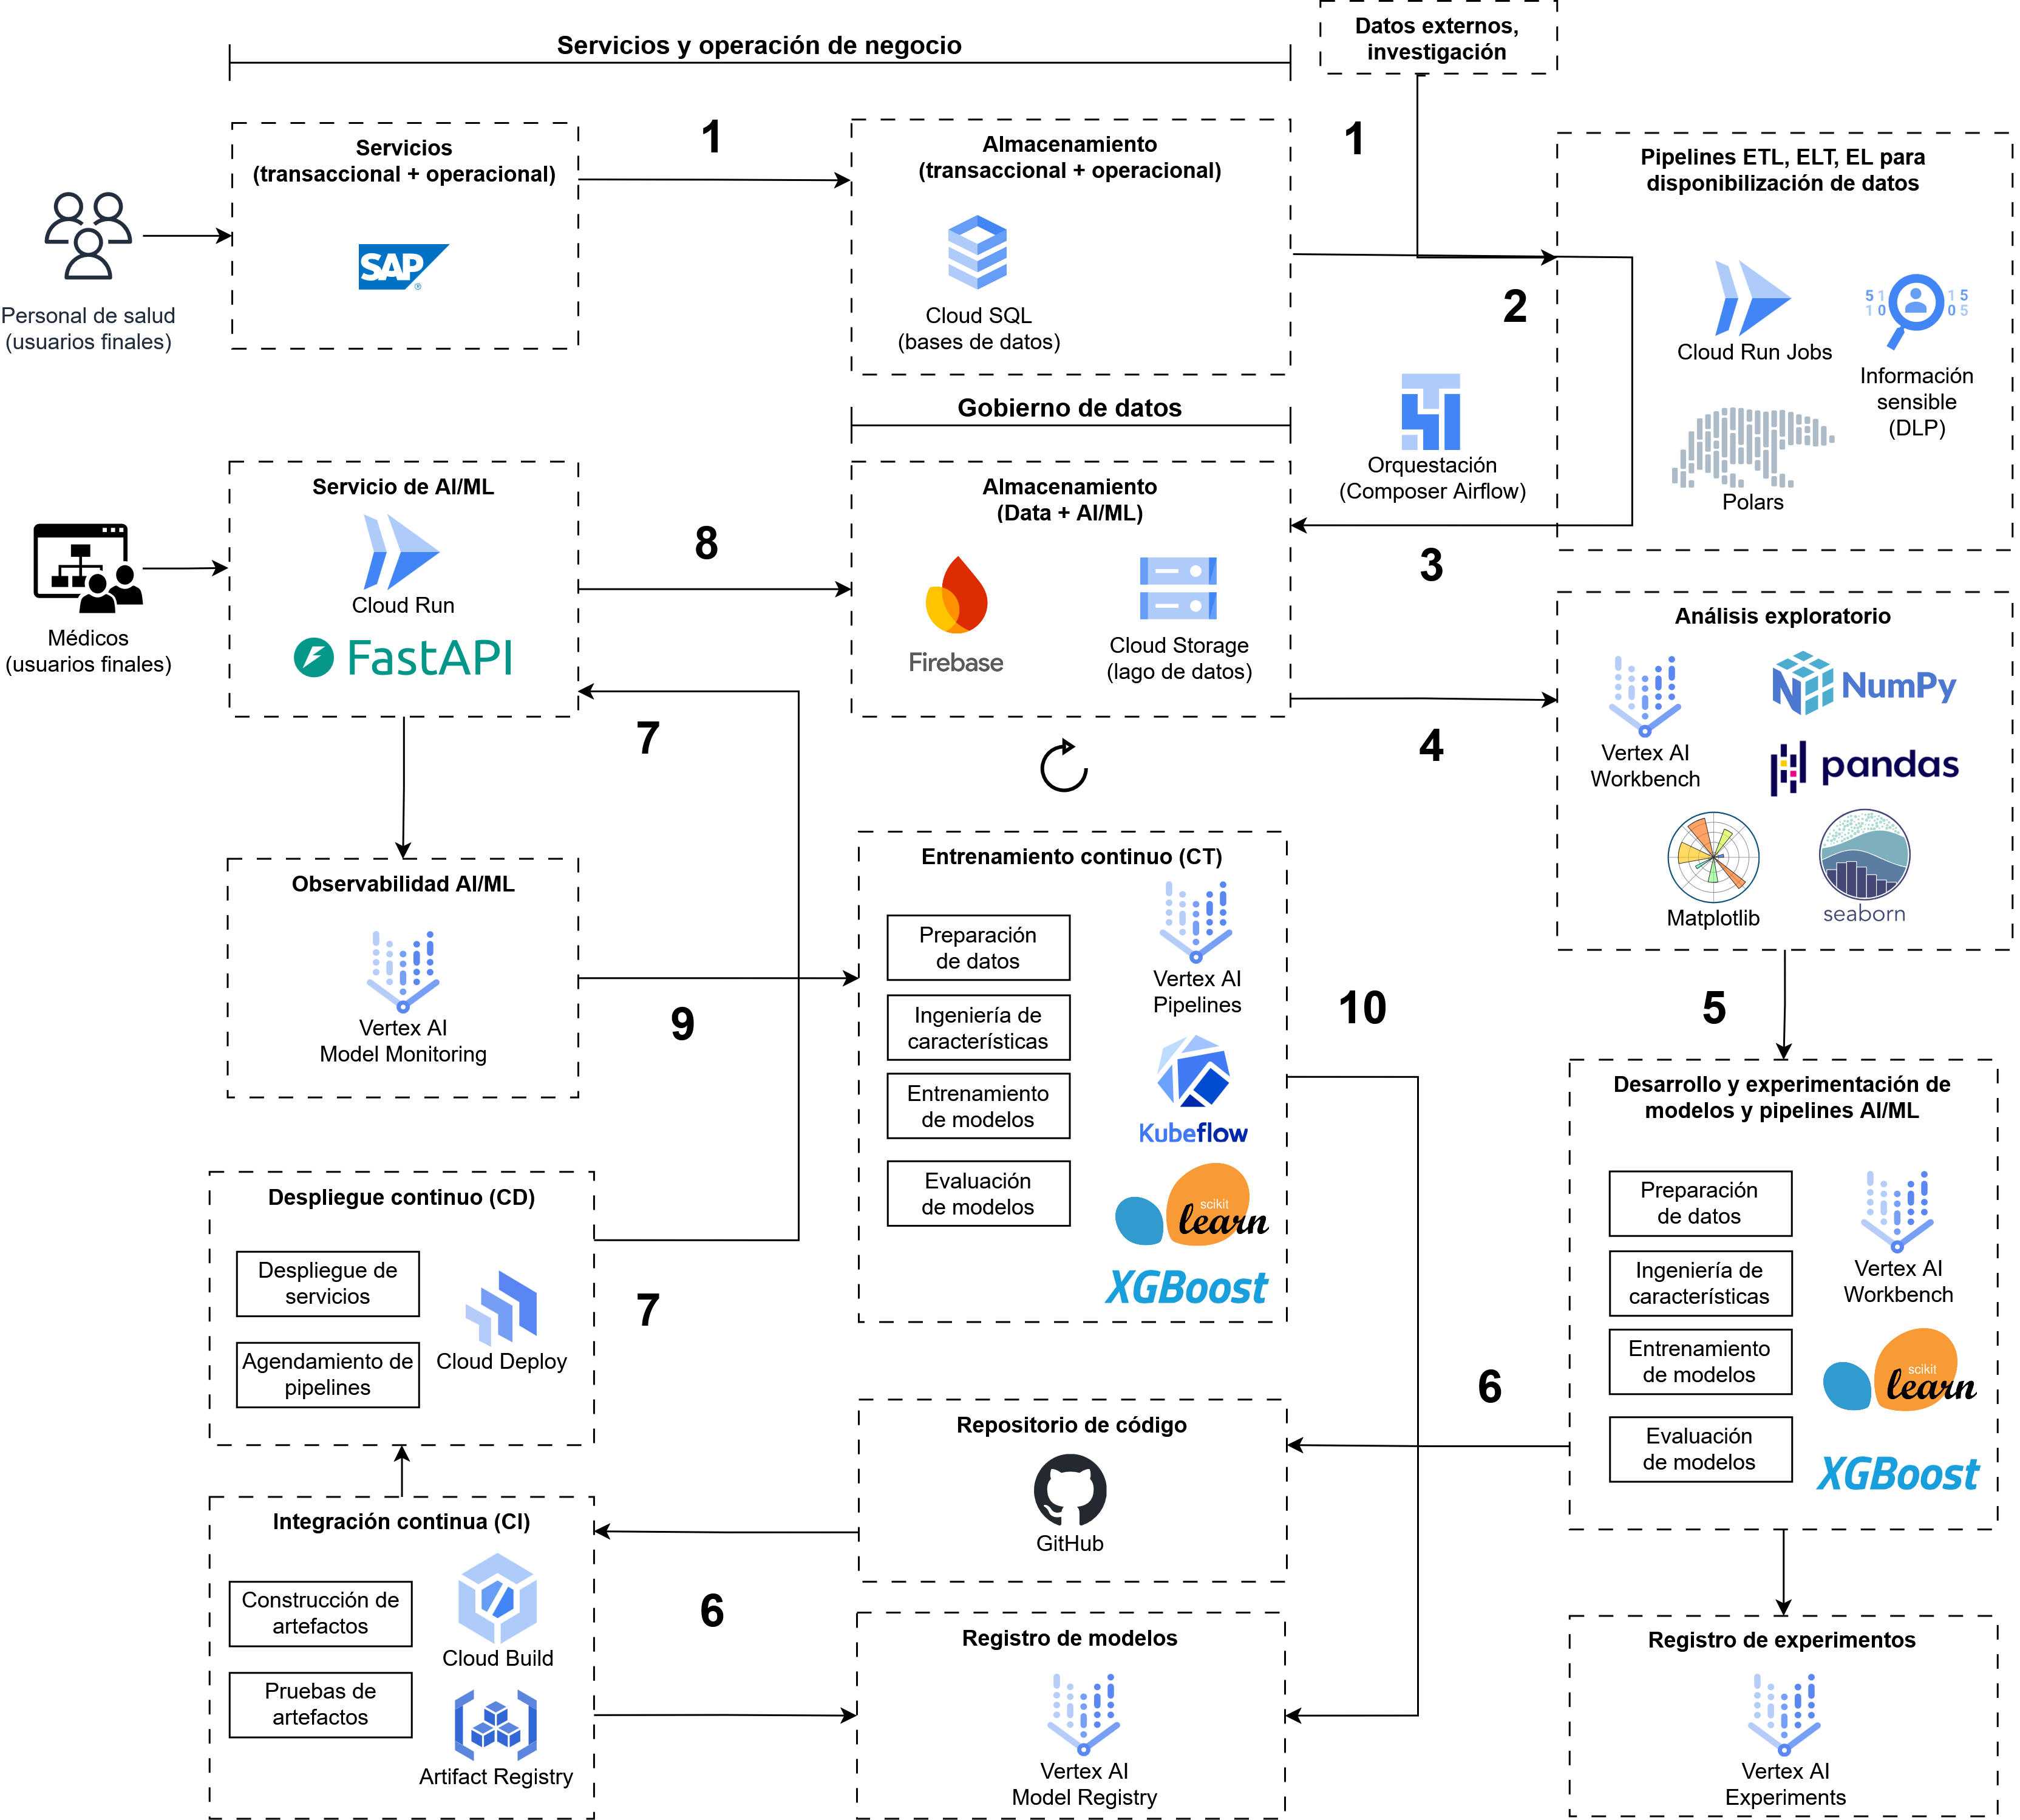 Servicios y operación de negocio
Datos externos,
investigación
1
1
Servicios
(transaccional + operacional)
SAP
®
Personal de salud
(usuarios finales)
Almacenamiento
(transaccional + operacional)
Cloud SQL
(bases de datos)
Pipelines ETL, ELT, EL para
disponibilización de datos
2
Cloud Run Jobs
5 1 1 5
1 0 0 5
Información
sensible
(DLP)
Polars
Orquestación
(Composer Airflow)
Gobierno de datos
Médicos
(usuarios finales)
Servicio de AI/ML
Cloud Run
FastAPI
8
Almacenamiento
(Data + AI/ML)
Firebase
Cloud Storage
(lago de datos)
3
4
7
Análisis exploratorio
Vertex AI
Workbench
NumPy
pandas
Matplotlib
seaborn
Observabilidad AI/ML
Vertex AI
Model Monitoring
9
Entrenamiento continuo (CT)
Preparación
de datos
Ingeniería de
características
Entrenamiento
de modelos
Evaluación
de modelos
Vertex AI
Pipelines
Kubeflow
scikit
learn
XGBoost
10
5
Desarrollo y experimentación de
modelos y pipelines AI/ML
Preparación
de datos
Ingeniería de
características
Entrenamiento
de modelos
Evaluación
de modelos
Vertex AI
Workbench
scikit
learn
XGBoost
Despliegue continuo (CD)
Despliegue de
servicios
Agendamiento de
pipelines
Cloud Deploy
7
6
Repositorio de código
GitHub
Integración continua (CI)
Construcción de
artefactos
Pruebas de
artefactos
Cloud Build
Artifact Registry
6
Registro de modelos
Vertex AI
Model Registry
Registro de experimentos
Vertex AI
Experiments